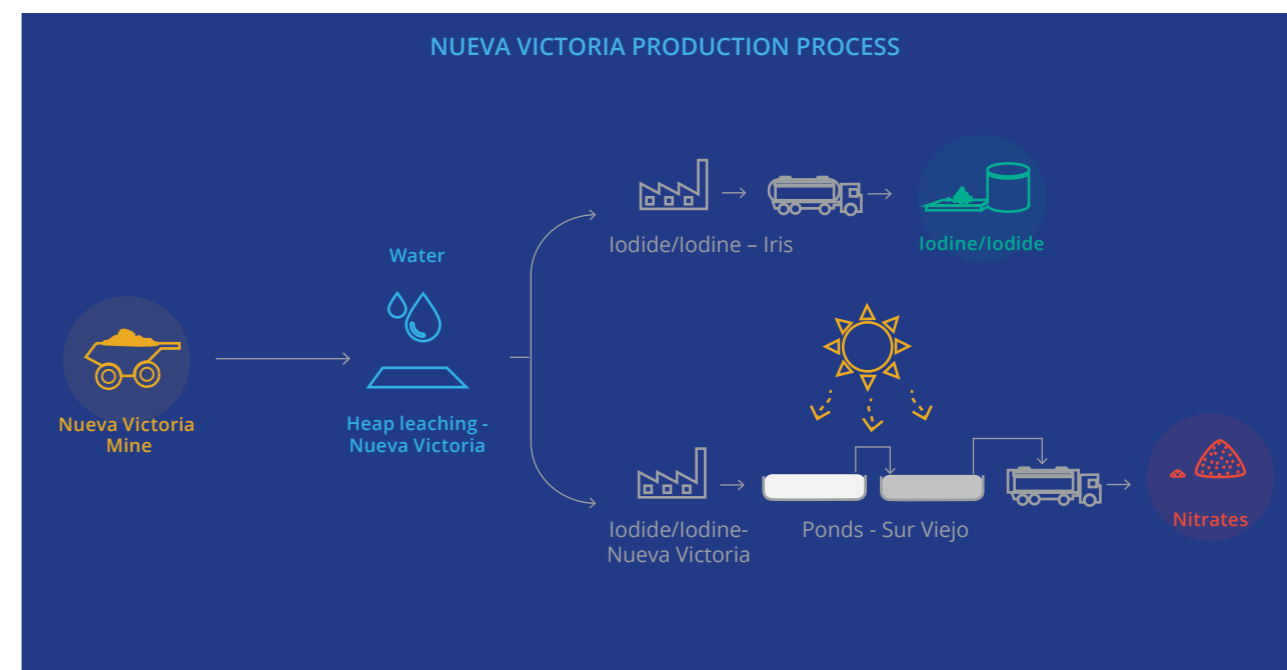 NUEVA VICTORIA PRODUCTION PROCESS
Iodide/Iodine – Iris
Iodine/Iodide
Water
Nueva Victoria
Mine
Heap leaching -
Nueva Victoria
Iodide/Iodine-
Nueva Victoria
Ponds - Sur Viejo
Nitrates